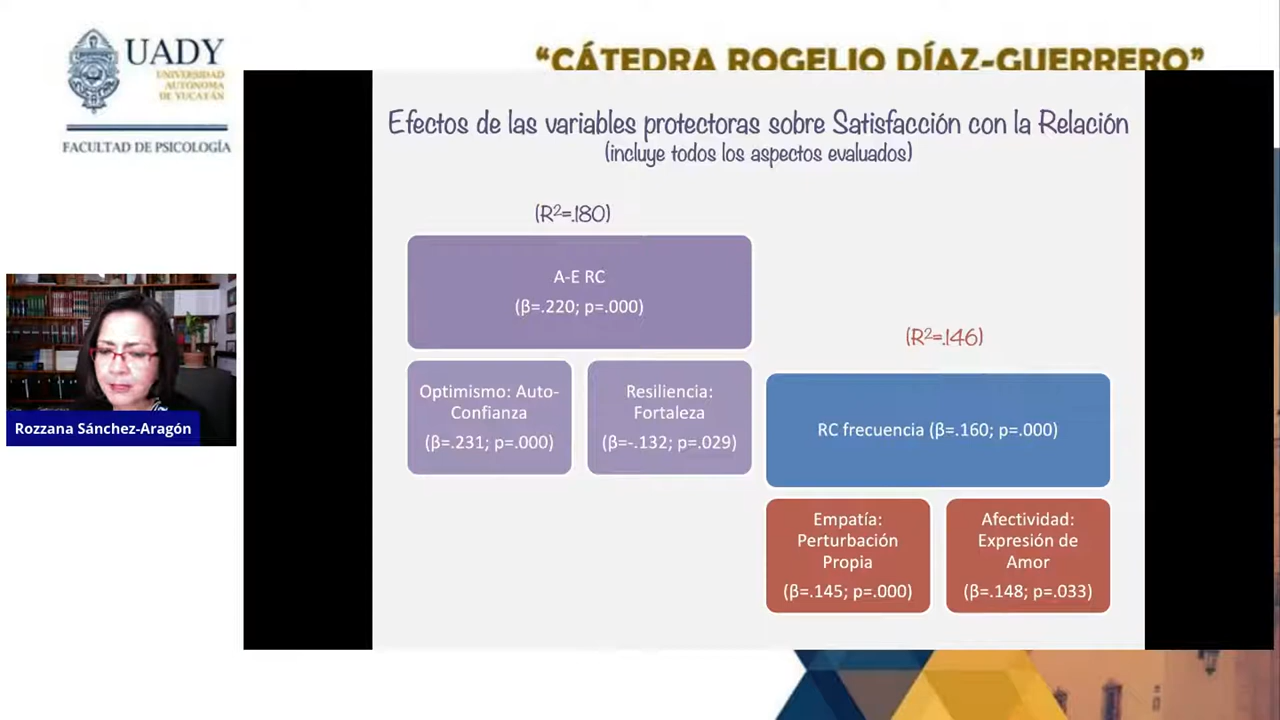 UADY
UNIVERSIDAD
AUTÓNOMA
DE YUCATÁN
FACULTAD DE PSICOLOGÍA
“CÁTEDRA ROGELIO DÍAZ-GUERRERO”
Efectos de las variables protectoras sobre Satisfacción con la Relación
(incluye todos los aspectos evaluados)
(R²=.180)
A-E RC
(β=.220; p=.000)
Optimismo: Auto-
Confianza
(β=.231; p=.000)
Resiliencia:
Fortaleza
(β=-.132; p=.029)
(R²=.146)
RC frecuencia (β=.160; p=.000)
Empatía:
Perturbación
Propia
(β=.145; p=.000)
Afectividad:
Expresión de
Amor
(β=.148; p=.033)
Rozzana Sánchez-Aragón